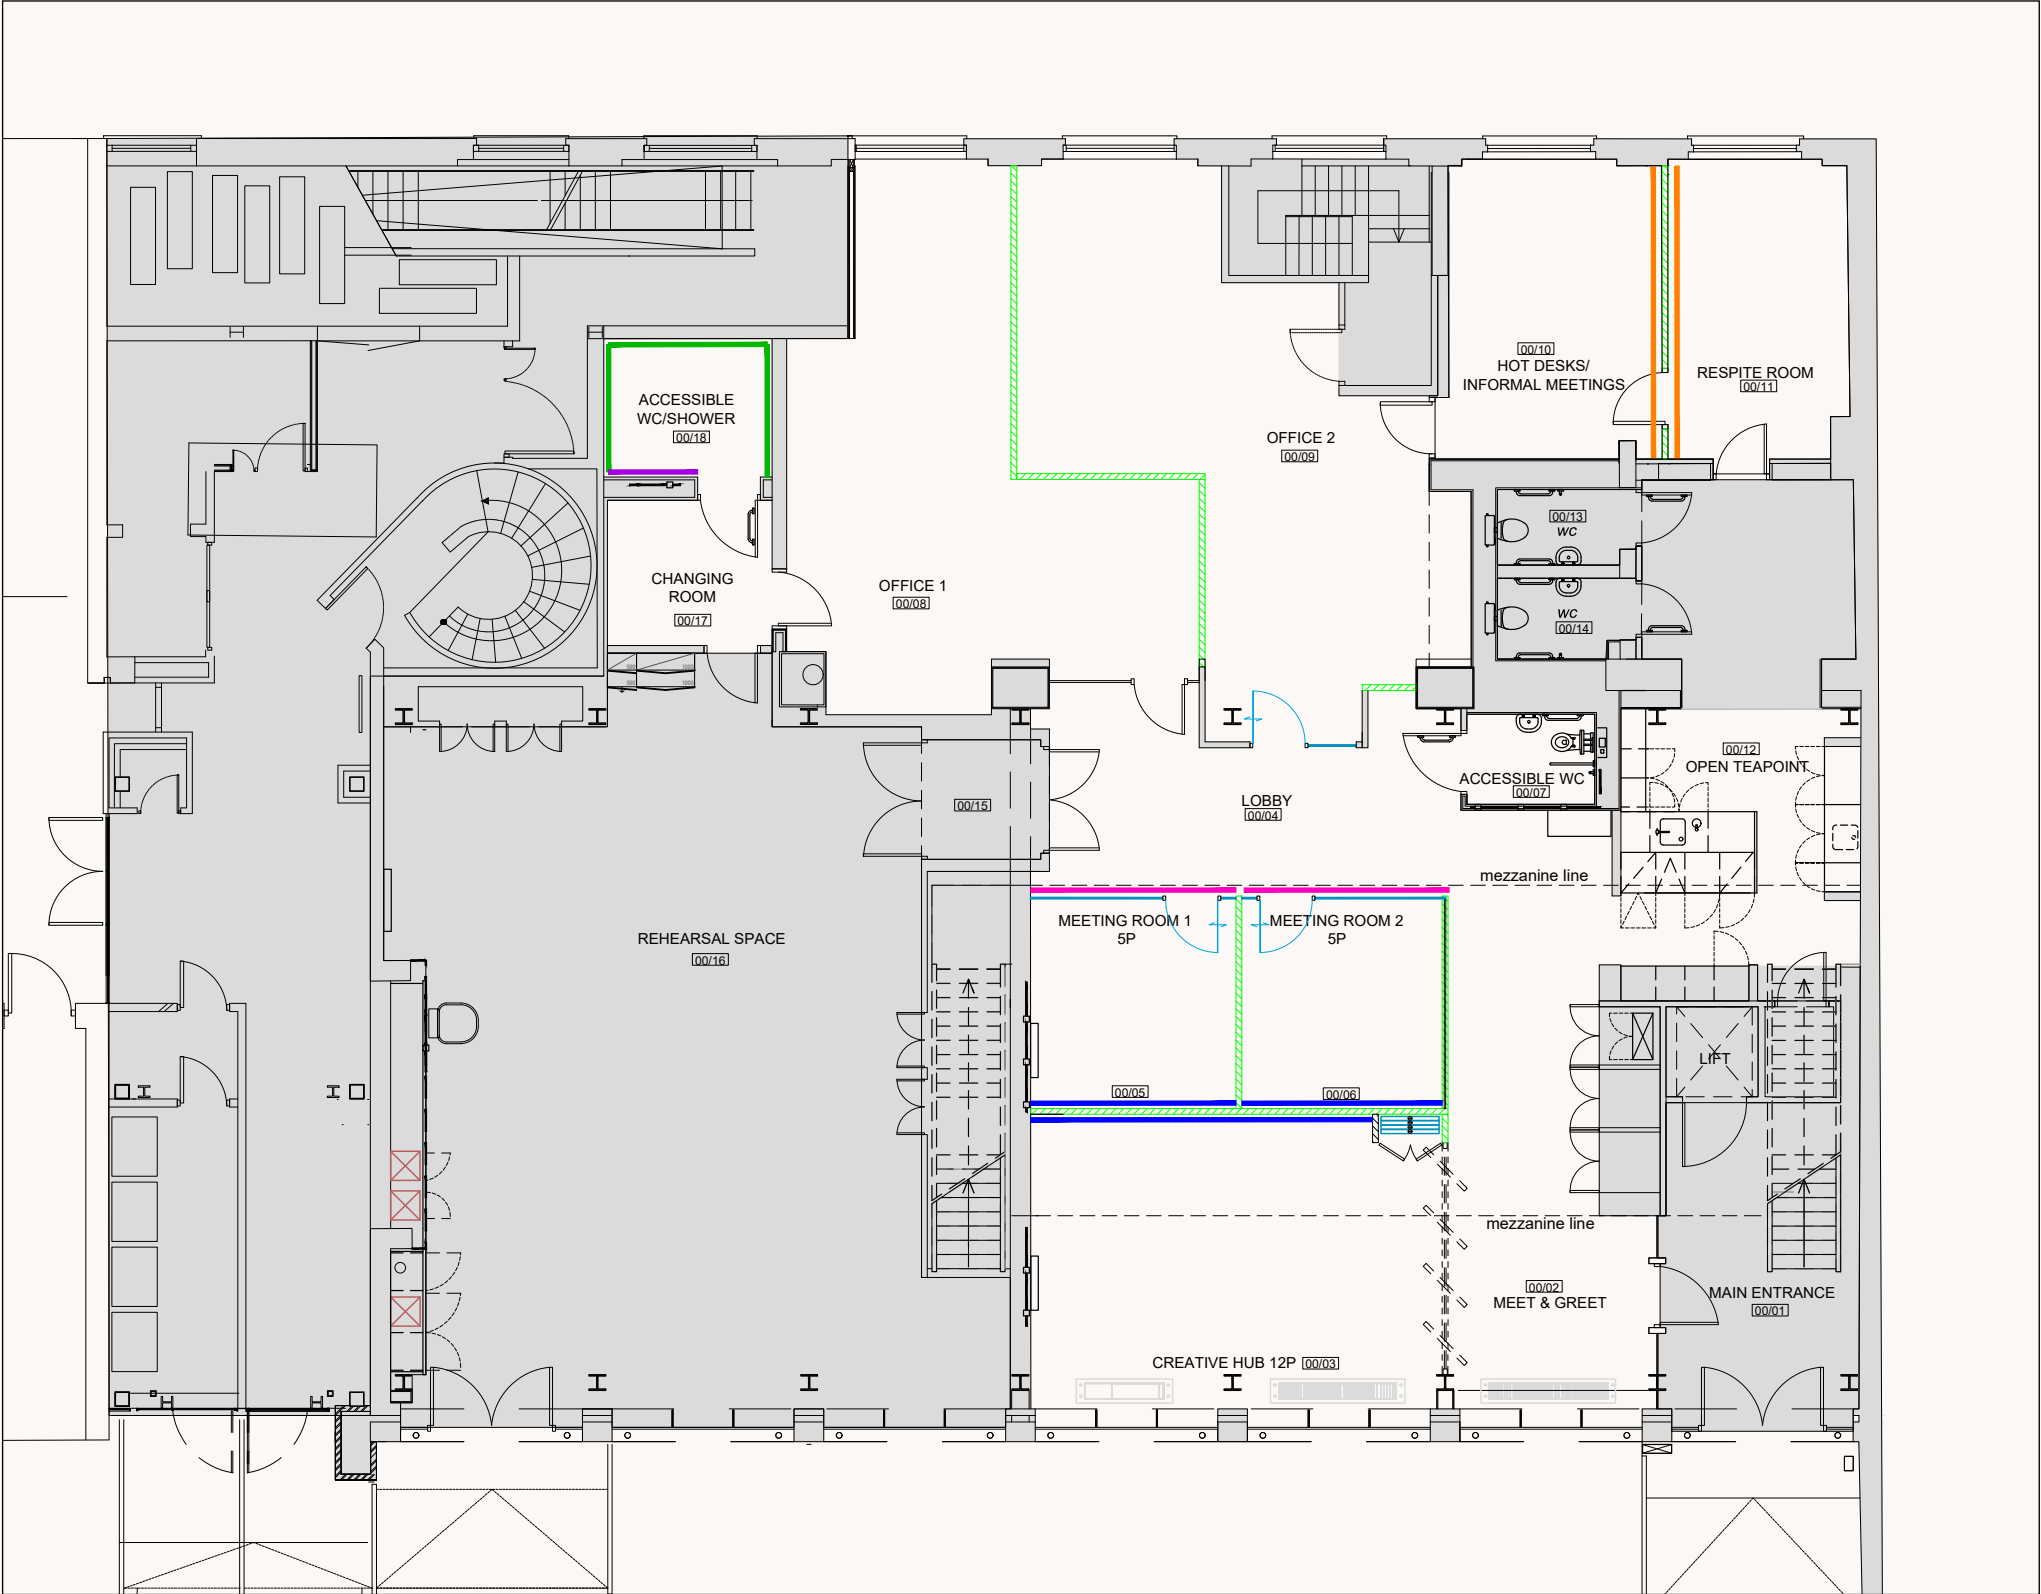 00/10
HOT DESKS/
INFORMAL MEETINGS
RESPITE ROOM
00/11
ACCESSIBLE
WC/SHOWER
00/18
OFFICE 2
00/09
00/13
WC
CHANGING
ROOM
00/17
OFFICE 1
00/08
WC
00/14
500
1000
500
1000
00/12
OPEN TEAPOINT
ACCESSIBLE WC
00/07
00/15
LOBBY
00/04
mezzanine line
MEETING ROOM 1
5P
MEETING ROOM 2
5P
REHEARSAL SPACE
00/16
LIFT
00/05
00/06
mezzanine line
00/02
MEET & GREET
MAIN ENTRANCE
00/01
CREATIVE HUB 12P 00/03